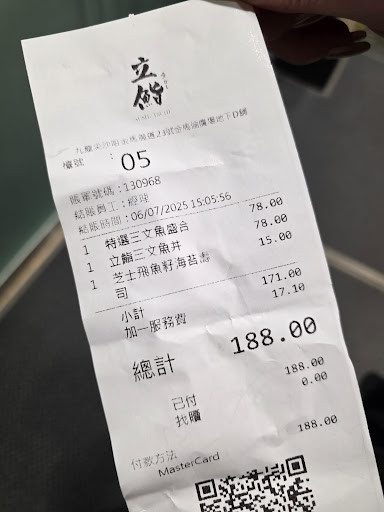 立
九龍尖沙咀金馬倫道23號金馬倫廣場地下D舖
檯號 : 05
賬單號碼 : 130968
結賬員工 : 經理
結賬時間 : 06/07/2025 15:05:56
1 特選三文魚盛合 78.00
1 立鮨三文魚丼 78.00
1 芝士飛魚籽海苔壽司 15.00
小計 171.00
加一服務費 17.10
總計 188.00
已付 188.00
找贖 0.00
付款方法
MasterCard 188.00